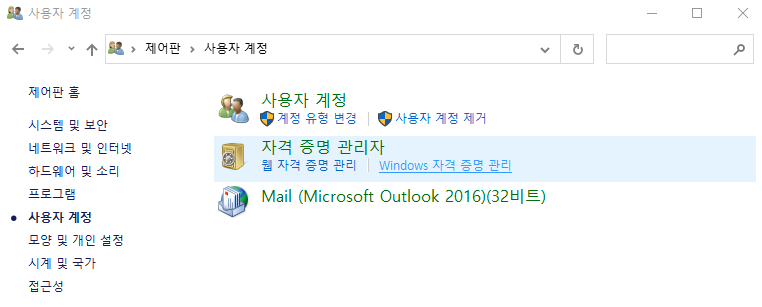 사용자 계정
제어판 사용자 계정
제어판 홈
시스템 및 보안
네트워크 및 인터넷
하드웨어 및 소리
프로그램
사용자 계정
모양 및 개인 설정
시계 및 국가
접근성
사용자 계정
계정 유형 변경 사용자 계정 제거
자격 증명 관리자
웹 자격 증명 관리 Windows 자격 증명 관리
Mail (Microsoft Outlook 2016)(32비트)